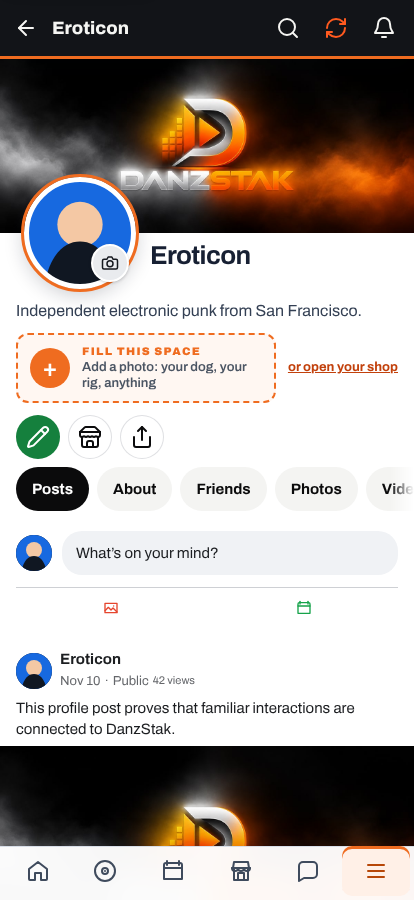 Eroticon
DANZSTAK
Eroticon
Independent electronic punk from San Francisco.
FILL THIS SPACE
Add a photo: your dog, your
rig, anything
or open your shop
Posts
About
Friends
Photos
Vide
What's on your mind?
Eroticon
Nov 10 · Public 42 views
This profile post proves that familiar interactions are
connected to DanzStak.